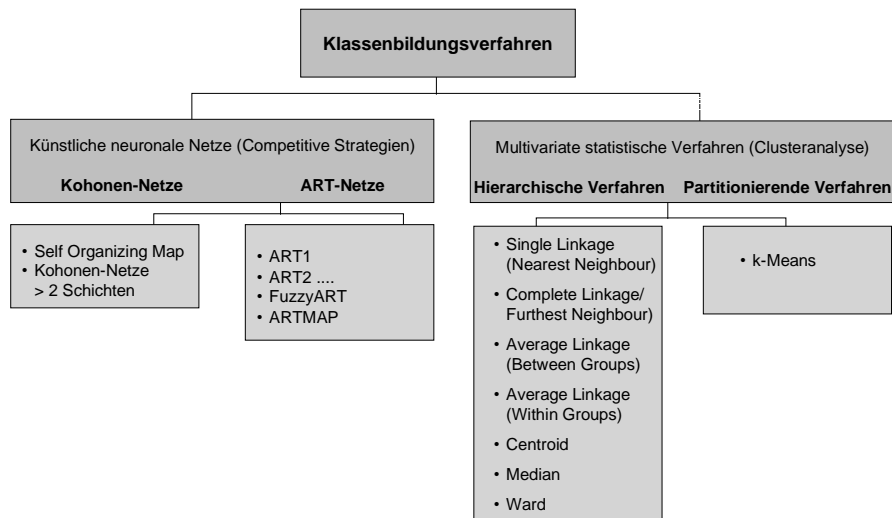 Klassenbildungsverfahren
Künstliche neuronale Netze (Competitive Strategien)
Kohonen-Netze
ART-Netze
• Self Organizing Map
• Kohonen-Netze
> 2 Schichten
• ART1
• ART2 ....
• FuzzyART
• ARTMAP
Multivariate statistische Verfahren (Clusteranalyse)
Hierarchische Verfahren
Partitionierende Verfahren
• Single Linkage
(Nearest Neighbour)
• Complete Linkage/
Furthest Neighbour)
• Average Linkage
(Between Groups)
• Average Linkage
(Within Groups)
• Centroid
• Median
• Ward
• k-Means